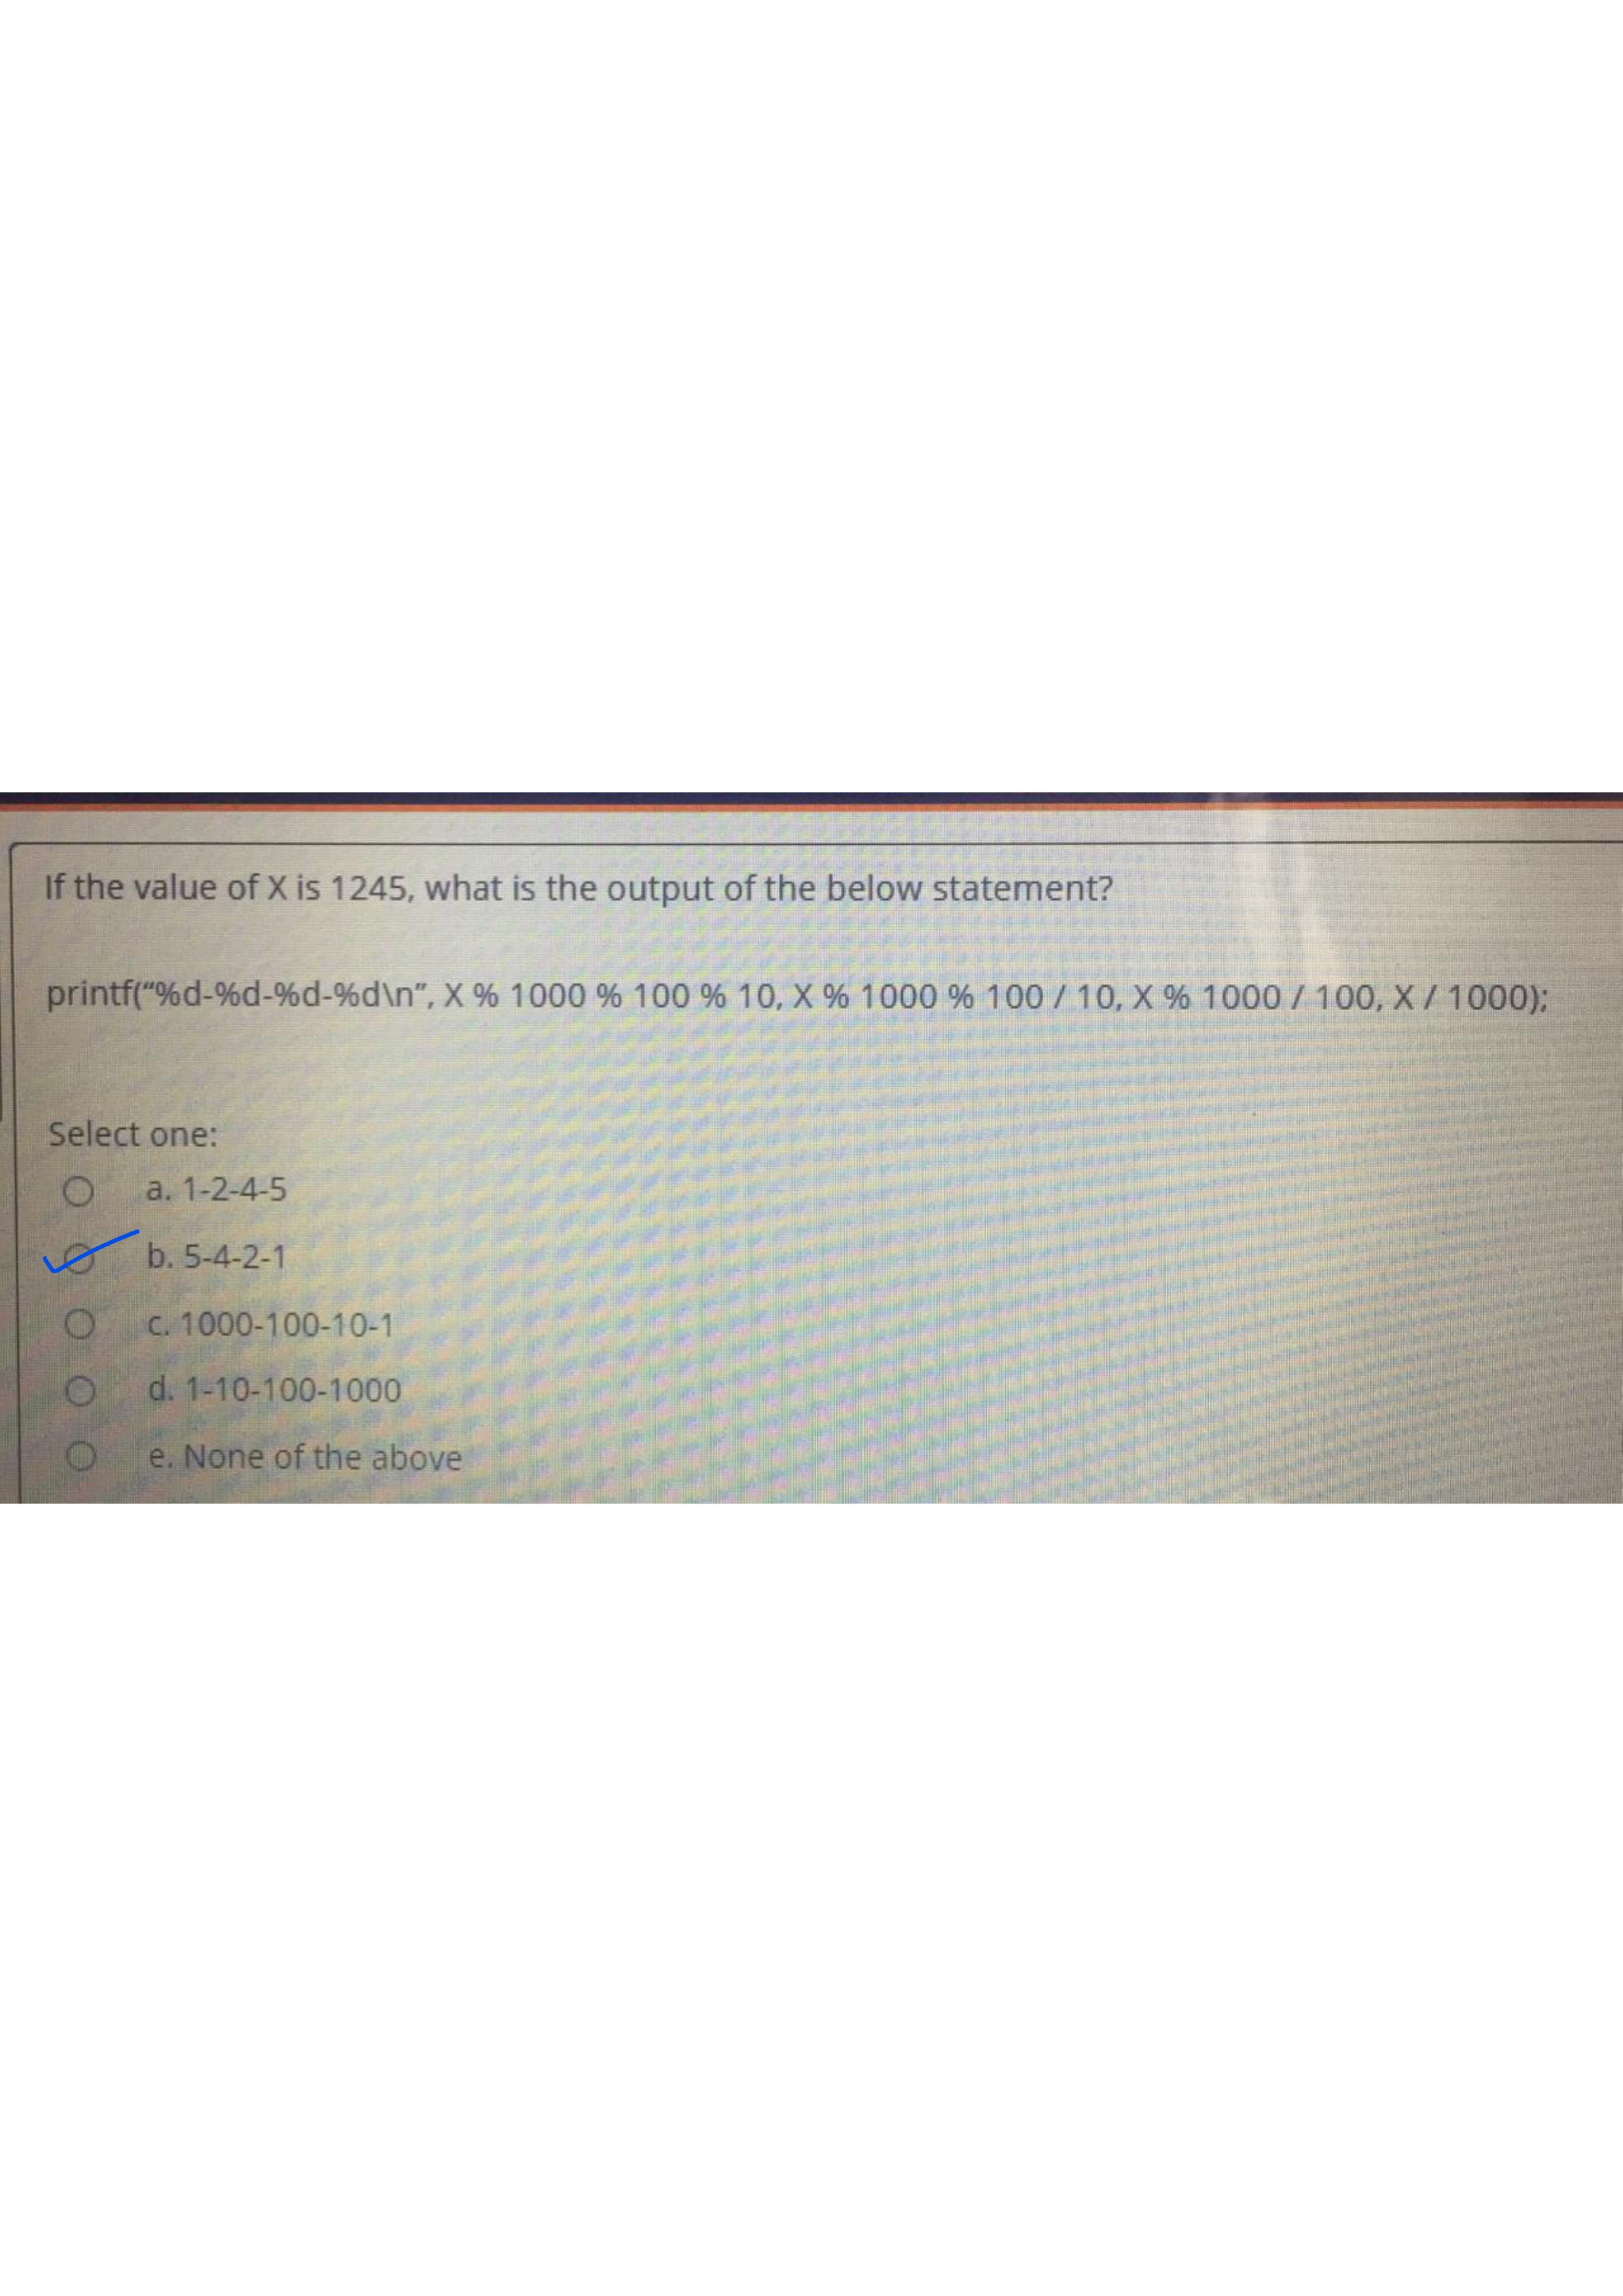 If the value of X is 1245, what is the output of the below statement?
printf(“%d-%d-%d-%d\n”, X % 1000 % 100 % 10, X % 1000 % 100 / 10, X % 1000 / 100, X / 1000);
Select one:
a. 1-2-4-5
b. 5-4-2-1
c. 1000-100-10-1
d. 1-10-100-1000
e. None of the above